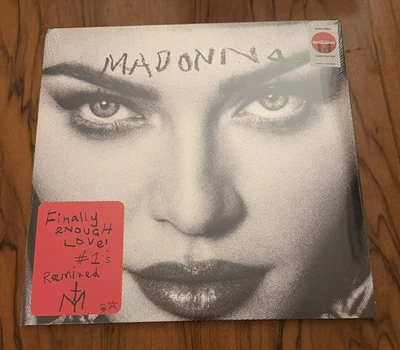 MADONNA
Finally
ENOUGH
LOVE!
#1's
Remixed
M